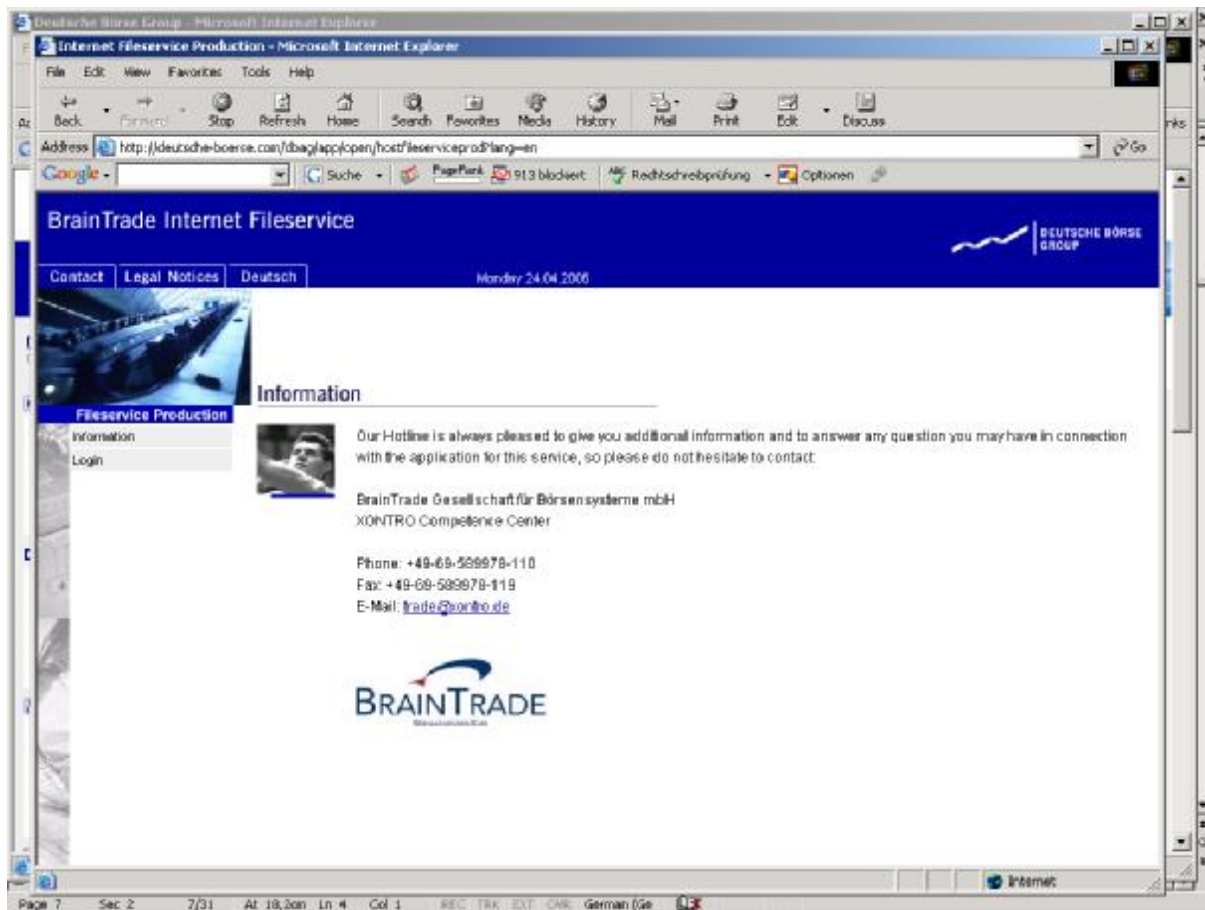 Deutsche Börse Group - Microsoft Internet Explorer
Internet Fileservice Production - Microsoft Internet Explorer
File Edit View Favorites Tools Help
Back Forward Stop Refresh Home Search Favorites Media History Mail Print Edit Discuss
Address http://deutsche-boerse.com/dbag/app/open/host/fileserviceprod?lang=en Go
Google Suche PageRank 913 blockiert Rechtschreibprüfung Optionen
BrainTrade Internet Fileservice
DEUTSCHE BÖRSE
GROUP
Contact Legal Notices Deutsch Monday 24.04.2006
Information
Fileservice Production
Information
Login
Our Hotline is always pleased to give you additional information and to answer any question you may have in connection
with the application for this service, so please do not hesitate to contact:
BrainTrade Gesellschaft für Börsensysteme mbH
XONTRO Competence Center
Phone: +49-69-589978-110
Fax: +49-69-589978-119
E-Mail: trade@xontro.de
BRAINTRADE
Internet
Page 7 Sec 2 7/31 At 18,2cm Ln 4 Col 1 REC TRK EXT OVR German (Ge